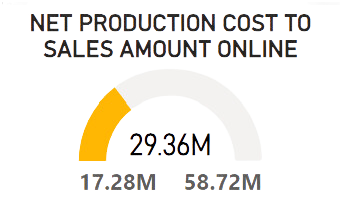 NET PRODUCTION COST TO
SALES AMOUNT ONLINE
29.36M
17.28M 58.72M